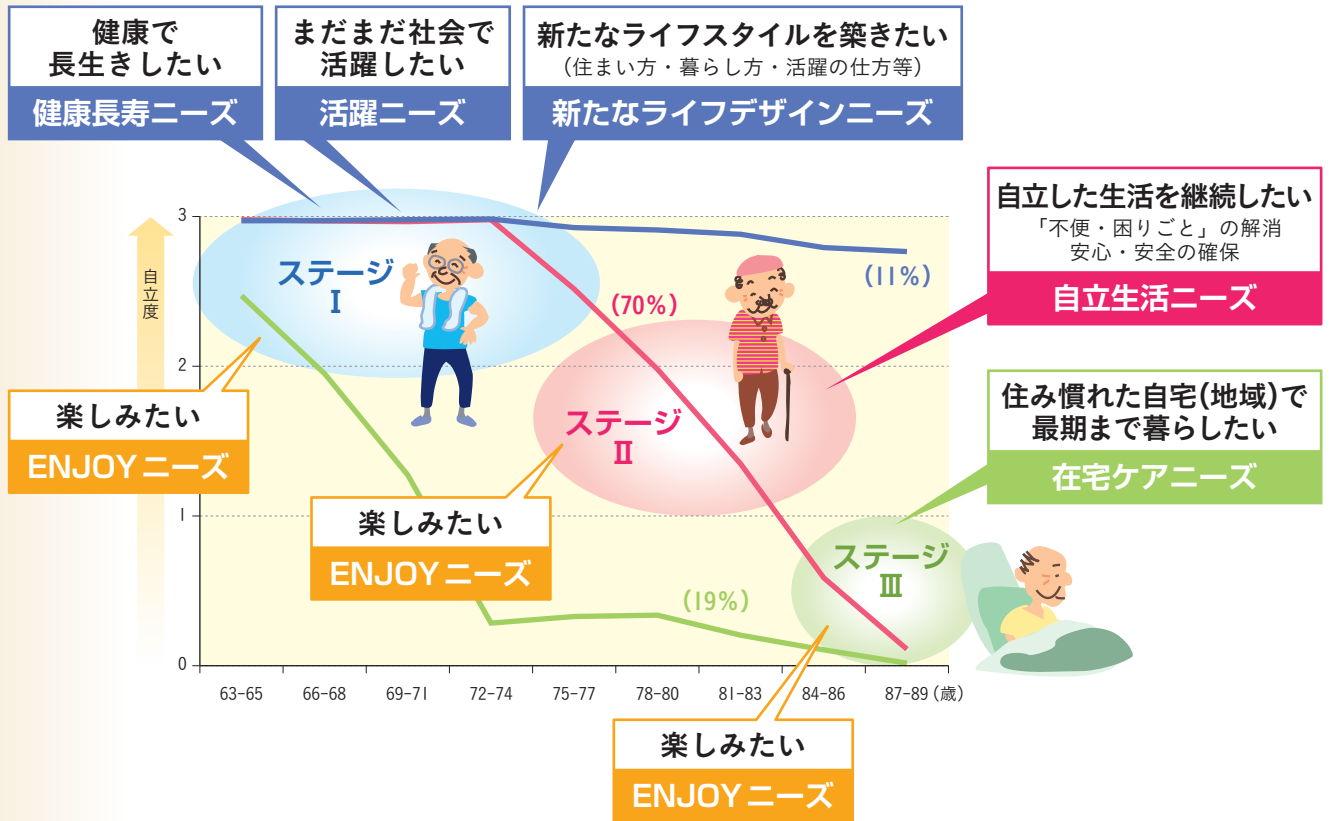 健康で
長生きしたい
健康長寿ニーズ
まだまだ社会で
活躍したい
活躍ニーズ
新たなライフスタイルを築きたい
（住まい方・暮らし方・活躍の仕方等）
新たなライフデザインニーズ
自立した生活を継続したい
「不便・困りごと」の解消
安心・安全の確保
自立生活ニーズ
住み慣れた自宅(地域)で
最期まで暮らしたい
在宅ケアニーズ
自立度
3
2
1
0
ステージ
Ⅰ
(70%)
(11%)
楽しみたい
ENJOYニーズ
ステージ
Ⅱ
楽しみたい
ENJOYニーズ
(19%)
ステージ
Ⅲ
63-65 66-68 69-71 72-74 75-77 78-80 81-83 84-86 87-89 (歳)
楽しみたい
ENJOYニーズ